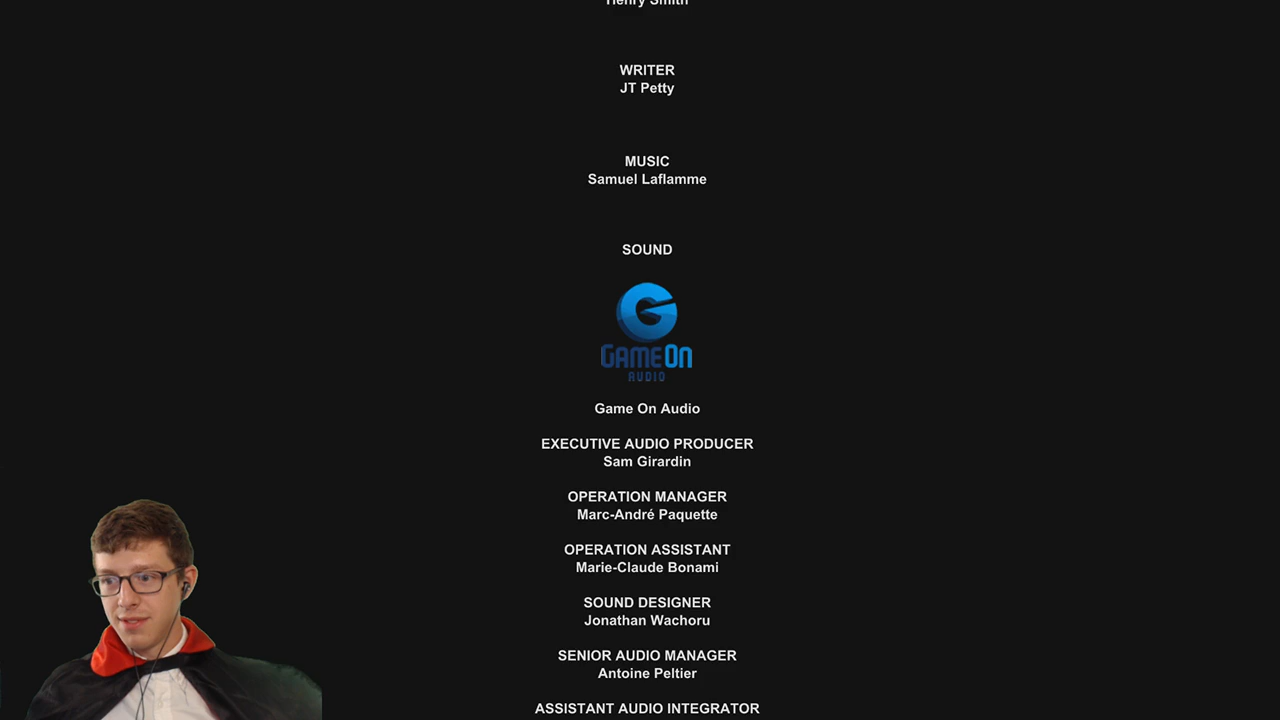 Henry Smith
WRITER
JT Petty
MUSIC
Samuel Laflamme
SOUND
GAMEON
AUDIO
Game On Audio
EXECUTIVE AUDIO PRODUCER
Sam Girardin
OPERATION MANAGER
Marc-André Paquette
OPERATION ASSISTANT
Marie-Claude Bonami
SOUND DESIGNER
Jonathan Wachoru
SENIOR AUDIO MANAGER
Antoine Peltier
ASSISTANT AUDIO INTEGRATOR